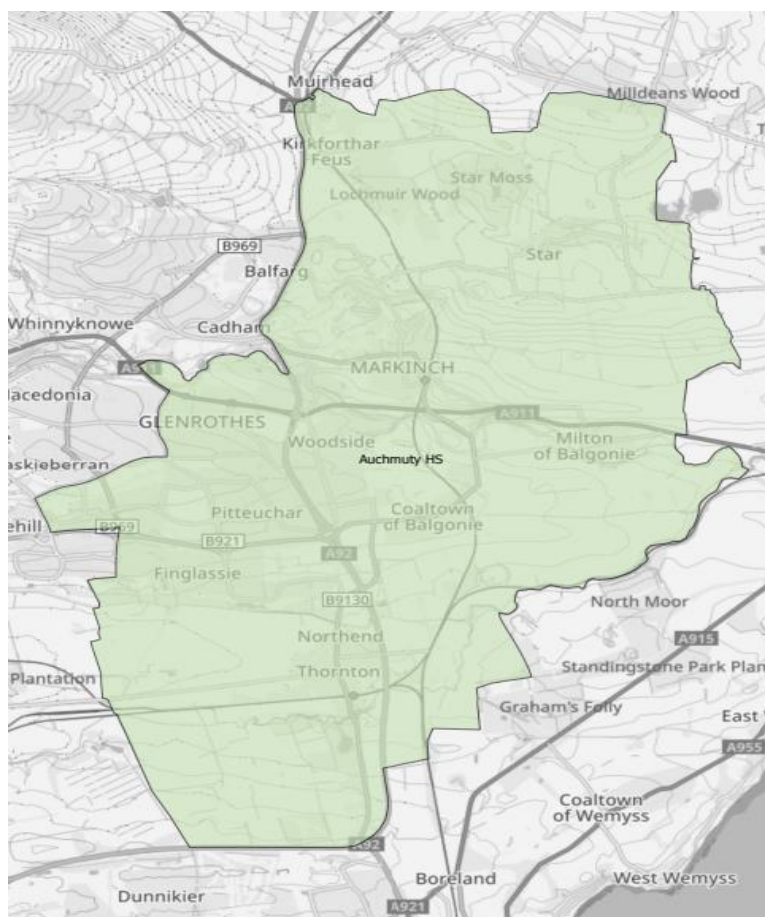 Muirhead
Milldeans Wood
Kirkforthar
Feus
Star Moss
Lochmuir Wood
B969
Star
Balfarg
Whinnyknowe
Cadham
MARKINCH
A911
GLENROTHES
A911
Woodside
Milton
of Balgonie
Auchmuty HS
Pitteuchar
Coaltown
of Balgonie
B969
B921
A92
Finglassie
B9130
North Moor
Northend
A915
Thornton
Standingstone Park Plan
Plantation
Graham's Folly
East
A955
Coaltown
of Wemyss
A92
Boreland
West Wemyss
Dunnikier
A921